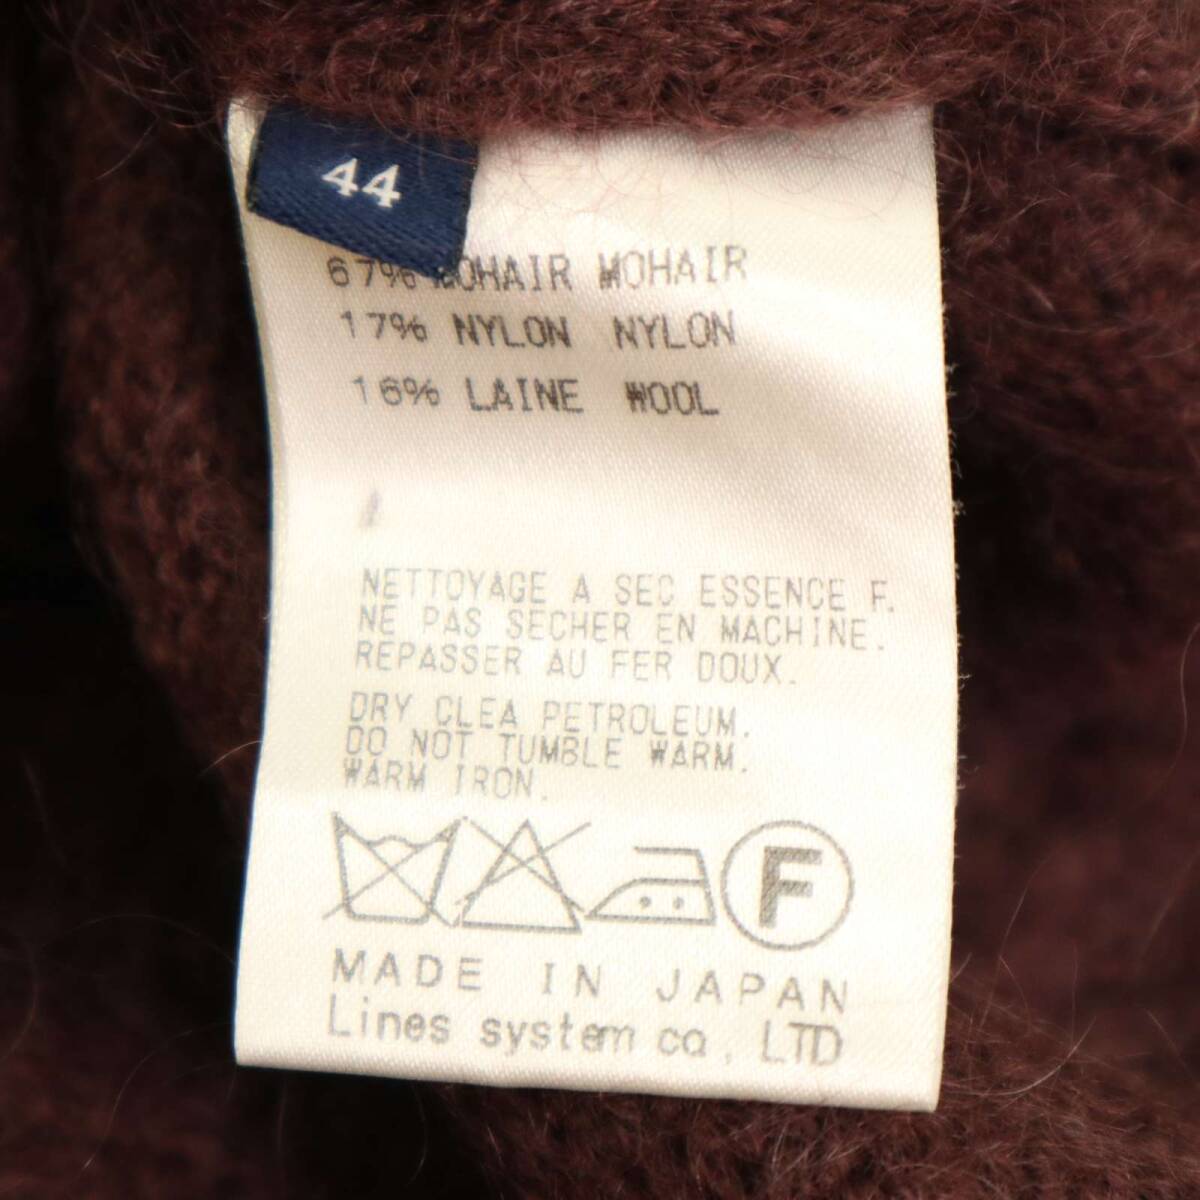 44
67% MOHAIR MOHAIR
17% NYLON NYLON
16% LAINE WOOL
NETTOYAGE A SEC ESSENCE F.
NE PAS SECHER EN MACHINE.
REPASSER AU FER DOUX.
DRY CLEA PETROLEUM.
DO NOT TUMBLE WARM.
WARM IRON.
F
MADE IN JAPAN
Lines system co, LTD